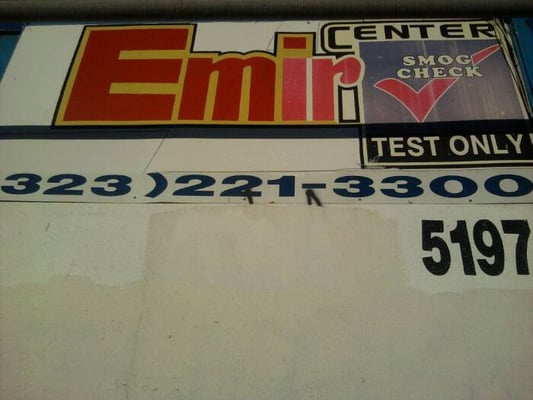 Emir
CENTER
SMOG
CHECK
TEST ONLY
323)221-3300
5197